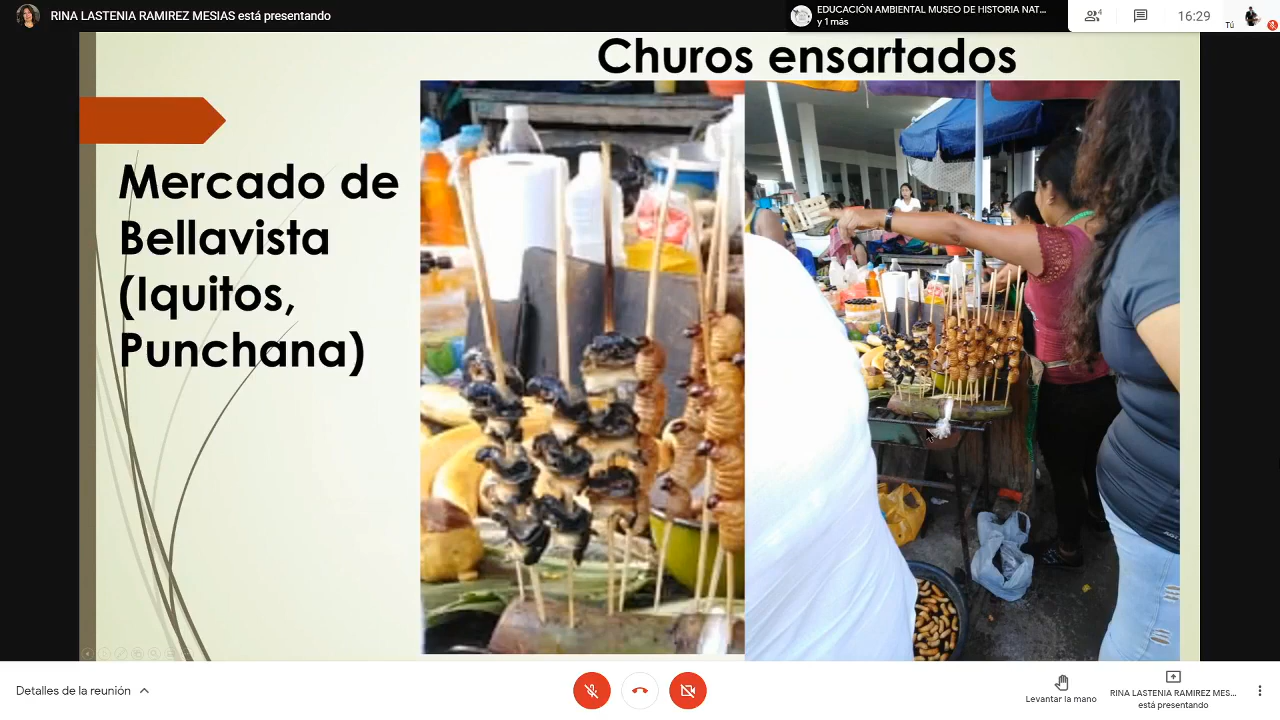 RINA LASTENIA RAMIREZ MESIAS está presentando
EDUCACIÓN AMBIENTAL MUSEO DE HISTORIA NAT...
y 1 más
4
16:29
Tú
Churos ensartados
Mercado de
Bellavista
(Iquitos,
Punchana)
Detalles de la reunión
Levantar la mano
RINA LASTENIA RAMIREZ MES...
está presentando